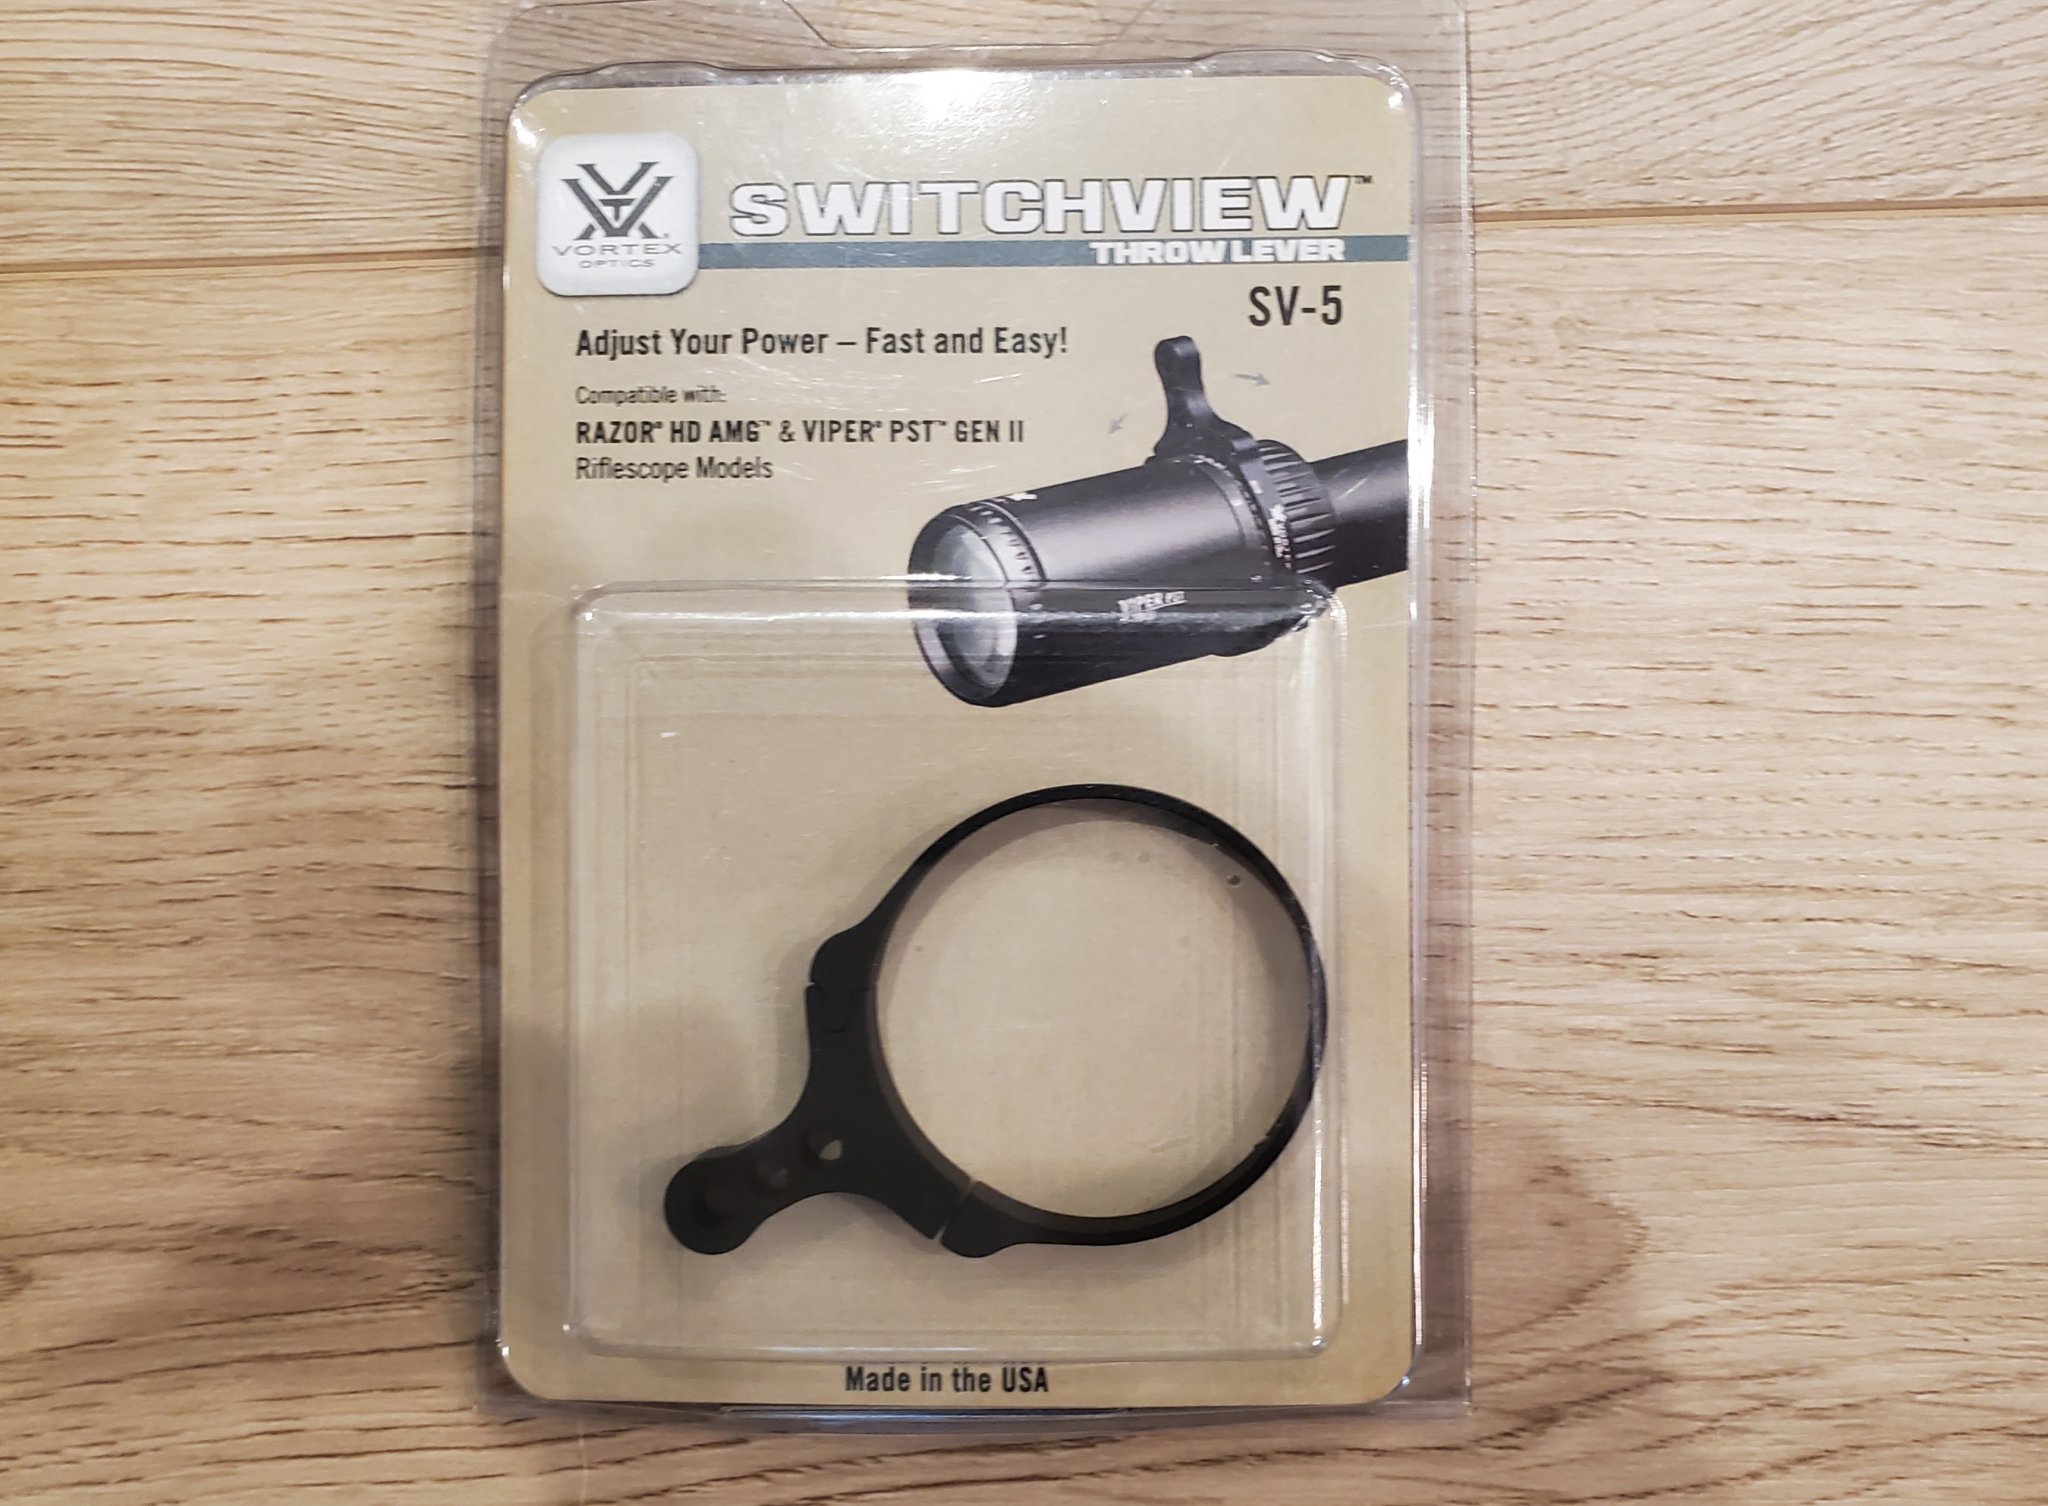 VORTEX
OPTICS
SWITCHVIEW™
THROW LEVER
SV-5
Adjust Your Power – Fast and Easy!
Compatible with:
RAZOR® HD AMG™ & VIPER® PST™ GEN II
Riflescope Models
VIPER PST
Made in the USA